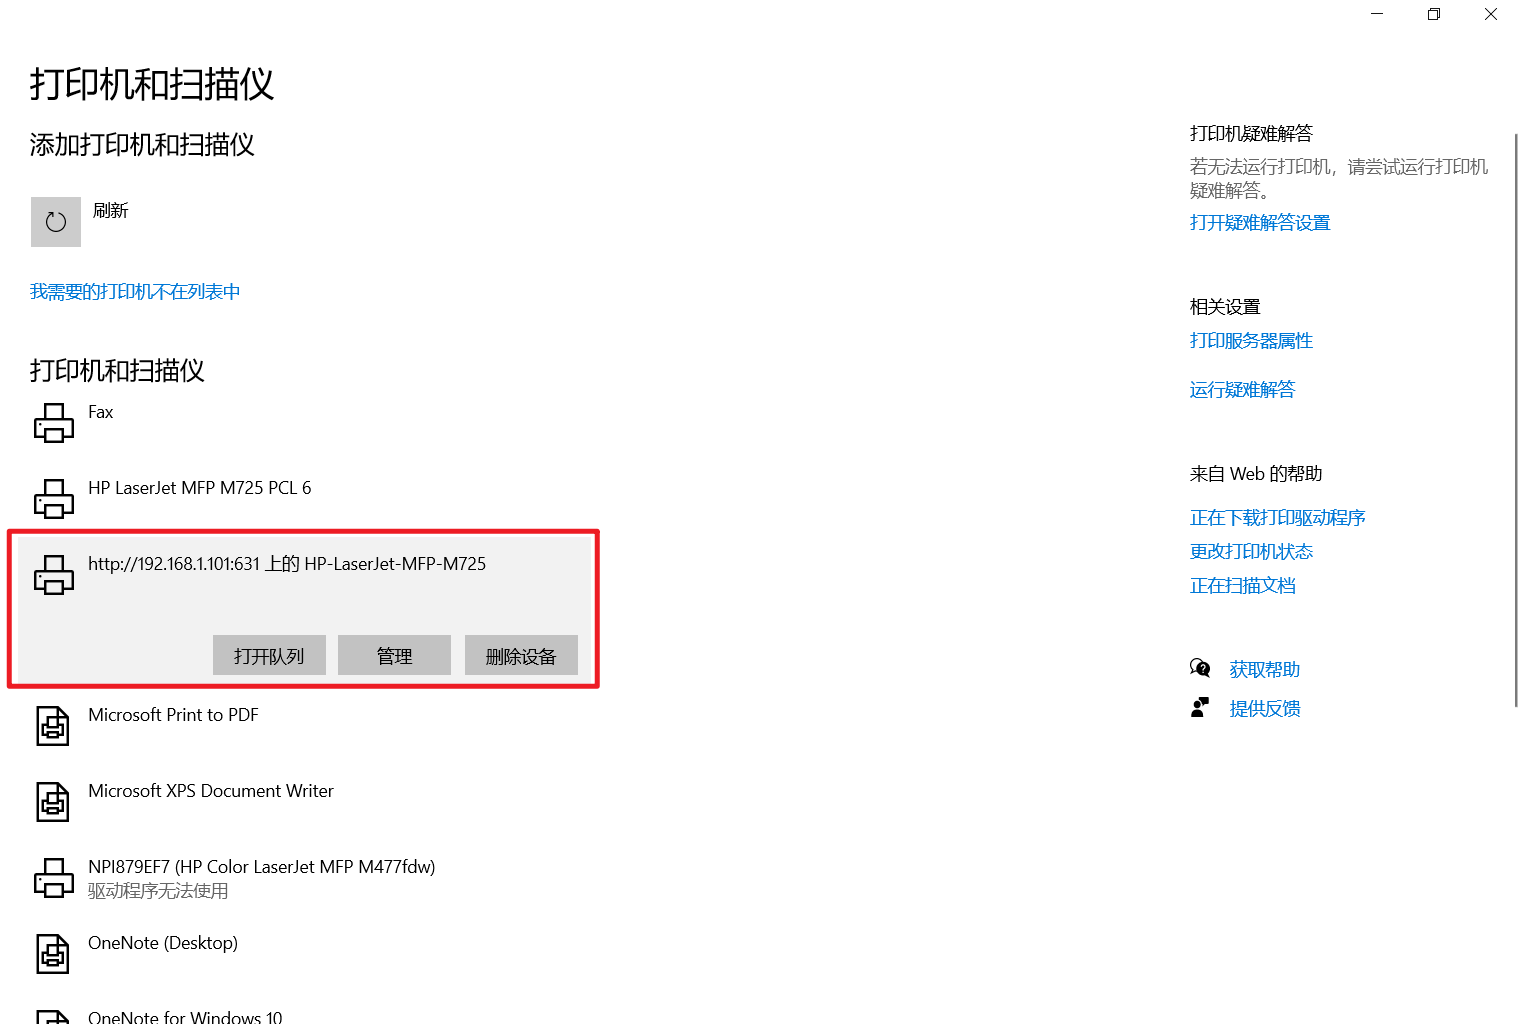 打印机和扫描仪
添加打印机和扫描仪
刷新
我需要的打印机不在列表中
打印机和扫描仪
Fax
HP LaserJet MFP M725 PCL 6
http://192.168.1.101:631 上的 HP-LaserJet-MFP-M725
打开队列 管理 删除设备
Microsoft Print to PDF
Microsoft XPS Document Writer
NPI879EF7 (HP Color LaserJet MFP M477fdw)
驱动程序无法使用
OneNote (Desktop)
OneNote for Windows 10
打印机疑难解答
若无法运行打印机，请尝试运行打印机
疑难解答。
打开疑难解答设置
相关设置
打印服务器属性
运行疑难解答
来自 Web 的帮助
正在下载打印驱动程序
更改打印机状态
正在扫描文档
获取帮助
提供反馈